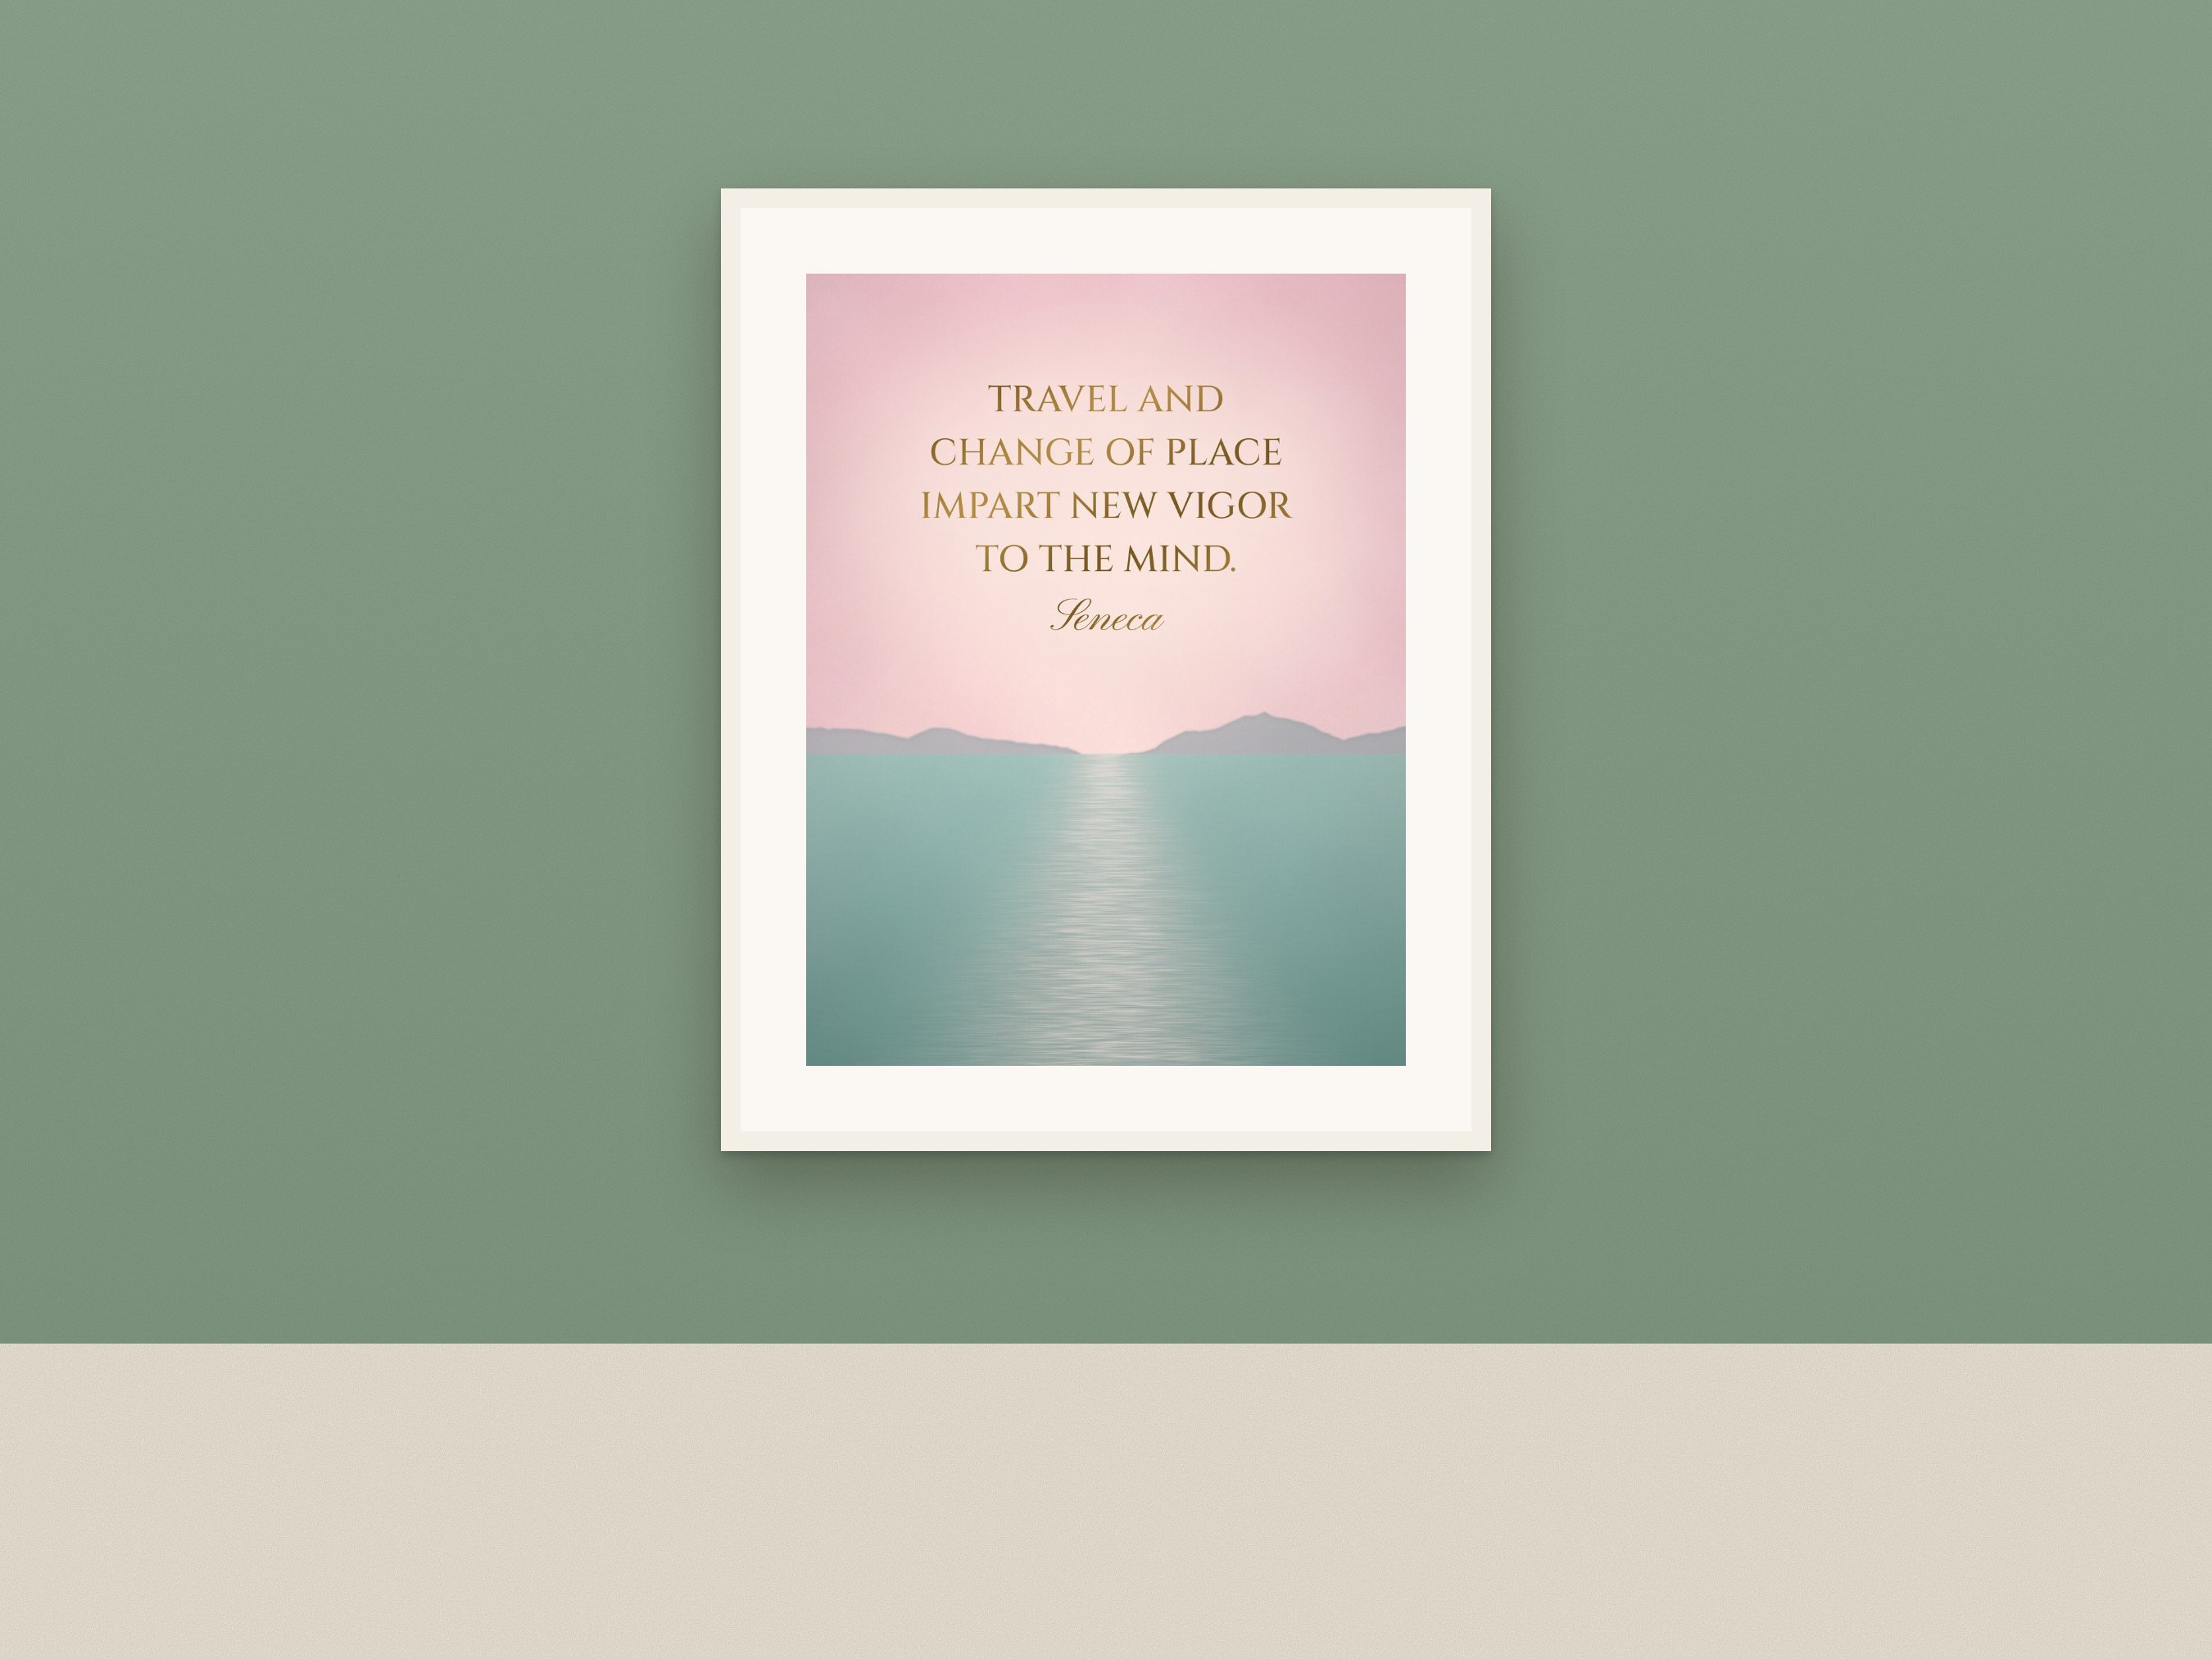 TRAVEL AND
CHANGE OF PLACE
IMPART NEW VIGOR
TO THE MIND.
Seneca